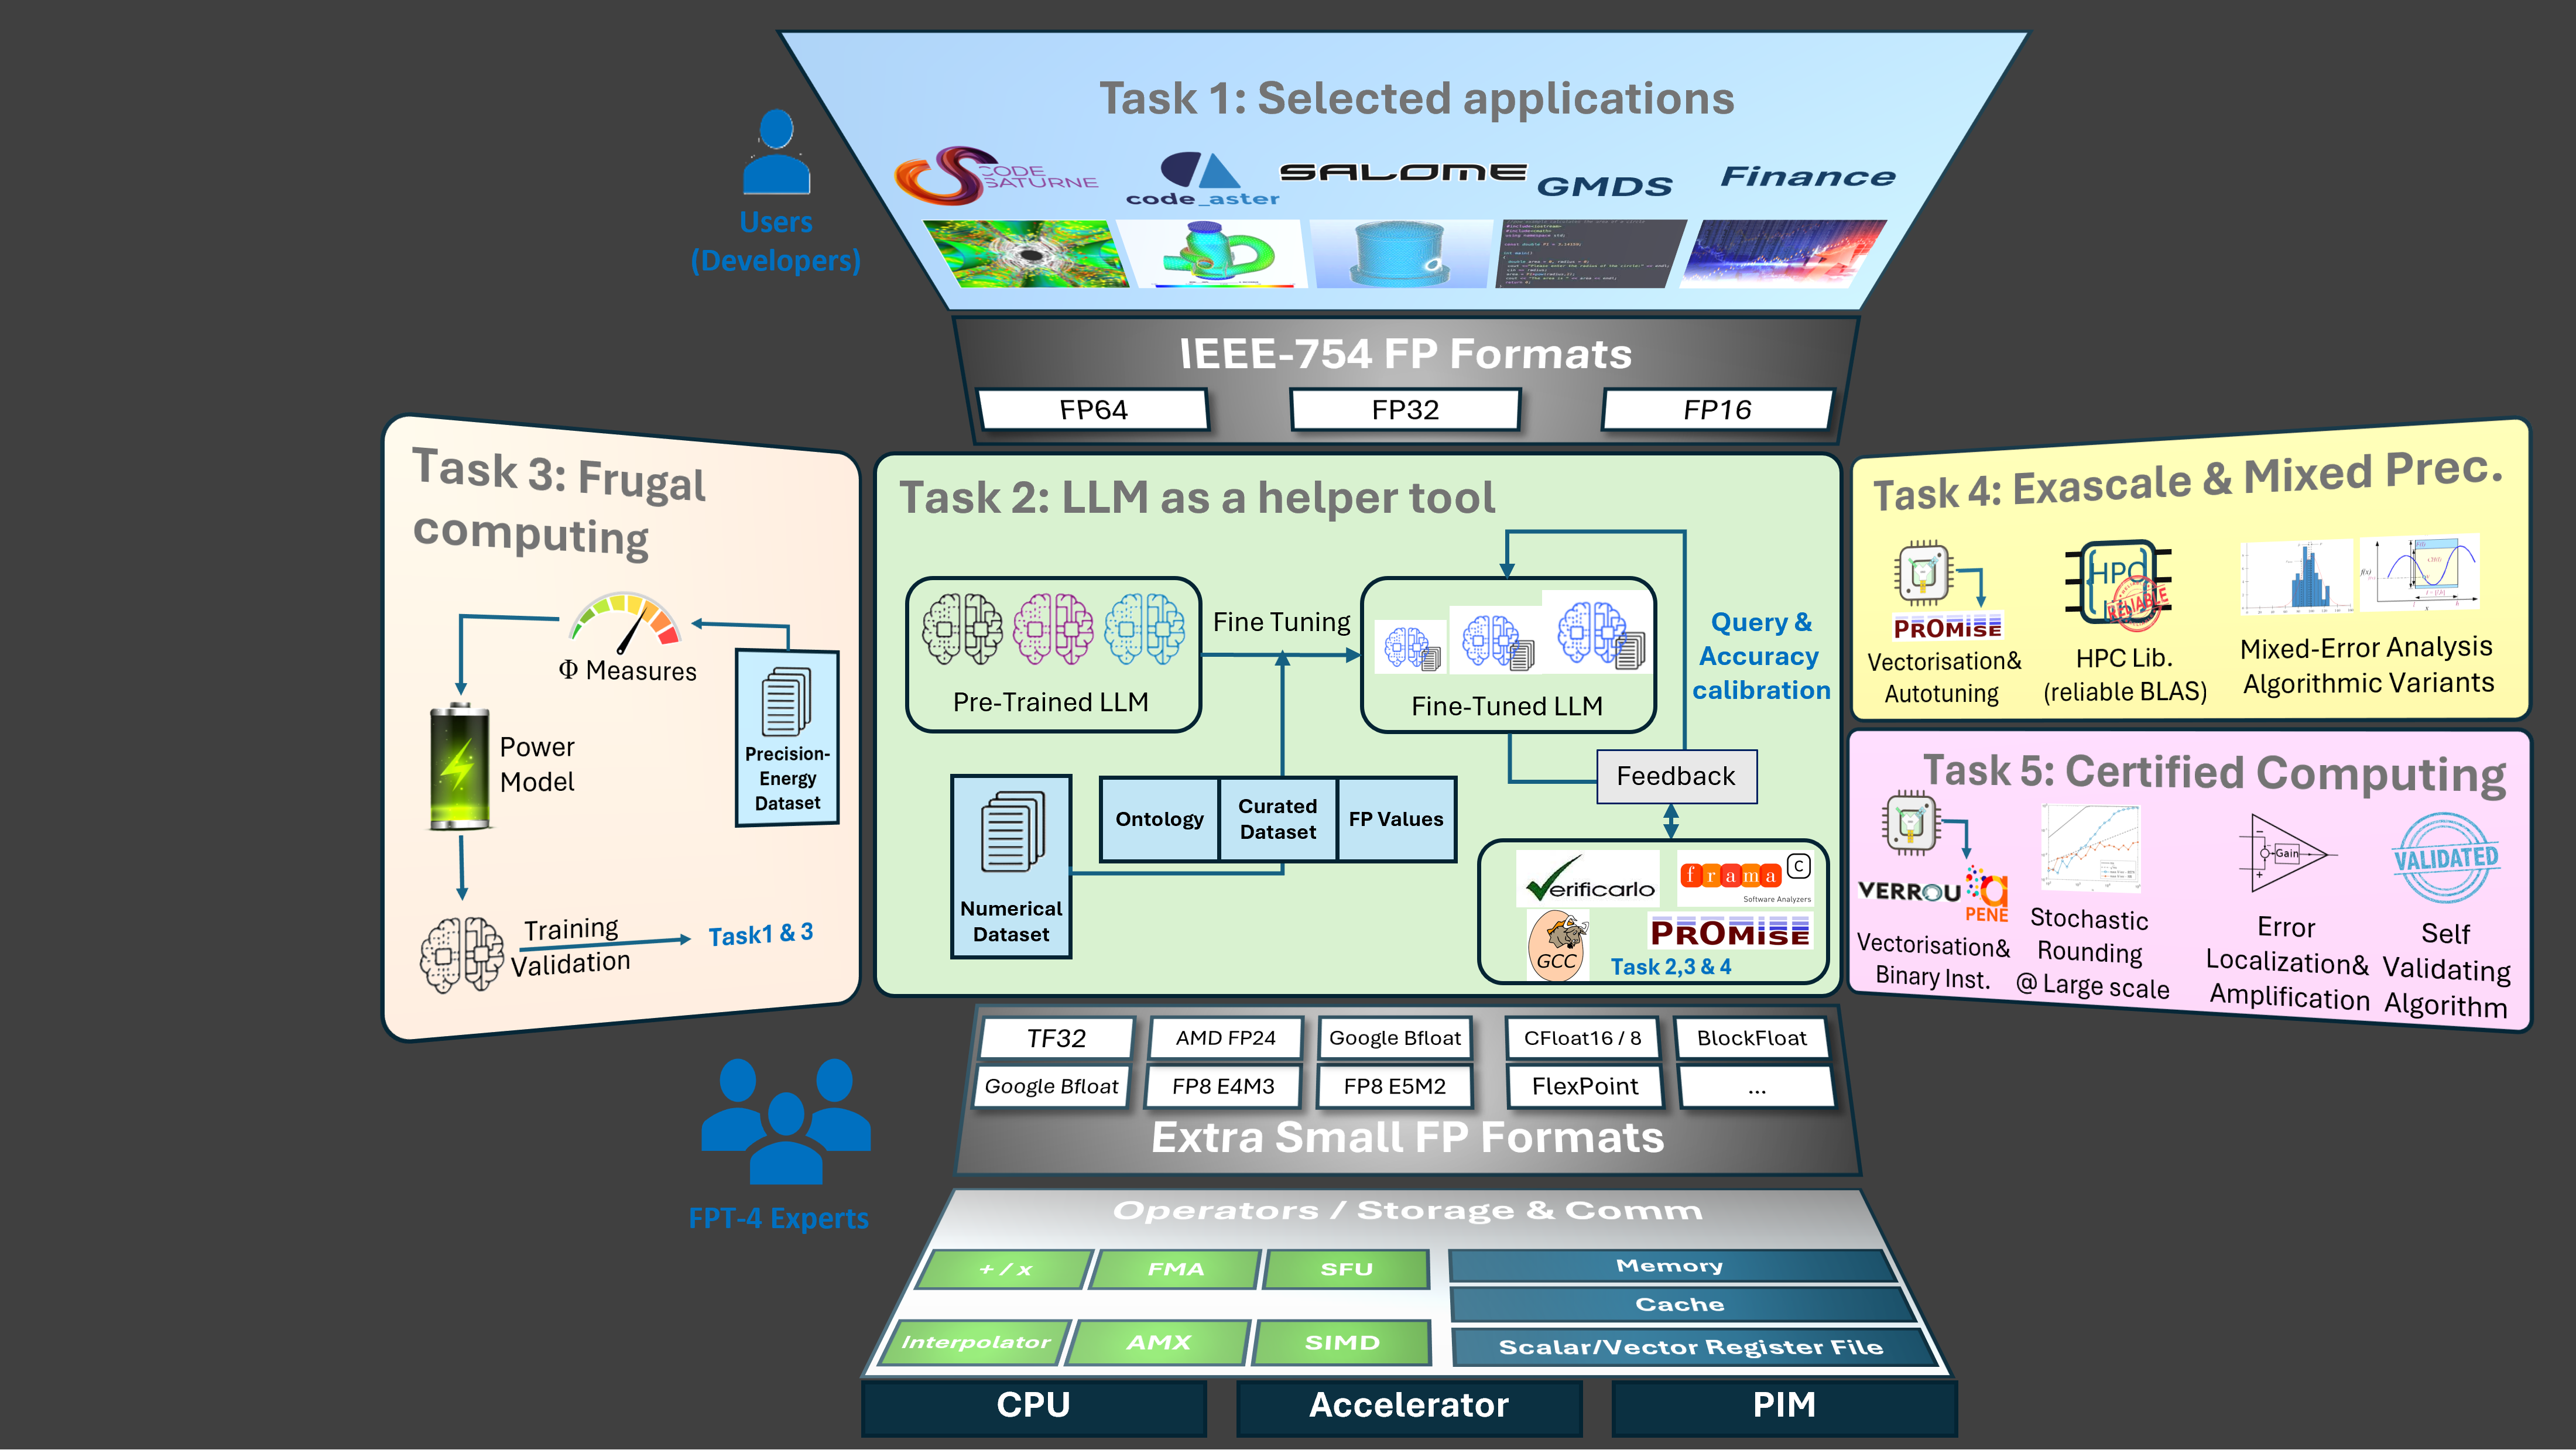 Task 1: Selected applications
CODE
SATURNE
code_aster
SALOME
GMDS
Finance
Users
(Developers)
IEEE-754 FP Formats
FP64
FP32
FP16
Task 3: Frugal
computing
Φ Measures
Power
Model
Precision-
Energy
Dataset
Training
Validation
Task1 & 3
Task 2: LLM as a helper tool
Pre-Trained LLM
Fine Tuning
Fine-Tuned LLM
Query &
Accuracy
calibration
Feedback
Numerical
Dataset
Ontology
Curated
Dataset
FP Values
Verificarlo
frama C
Software Analyzers
GCC
PROMISE
Task 2,3 & 4
Task 4: Exascale & Mixed Prec.
PROMISE
Vectorisation&
Autotuning
HPC
RELIABLE
HPC Lib.
(reliable BLAS)
Mixed-Error Analysis
Algorithmic Variants
Task 5: Certified Computing
VERROU
PENE
Vectorisation&
Binary Inst.
Stochastic
Rounding
@ Large scale
Gain
Error
Localization&
Amplification
VALIDATED
Self
Validating
Algorithm
TF32
AMD FP24
Google Bfloat
CFloat16 / 8
BlockFloat
Google Bfloat
FP8 E4M3
FP8 E5M2
FlexPoint
...
Extra Small FP Formats
FPT-4 Experts
Operators / Storage & Comm
+ / x
FMA
SFU
Memory
Cache
Interpolator
AMX
SIMD
Scalar/Vector Register File
CPU
Accelerator
PIM